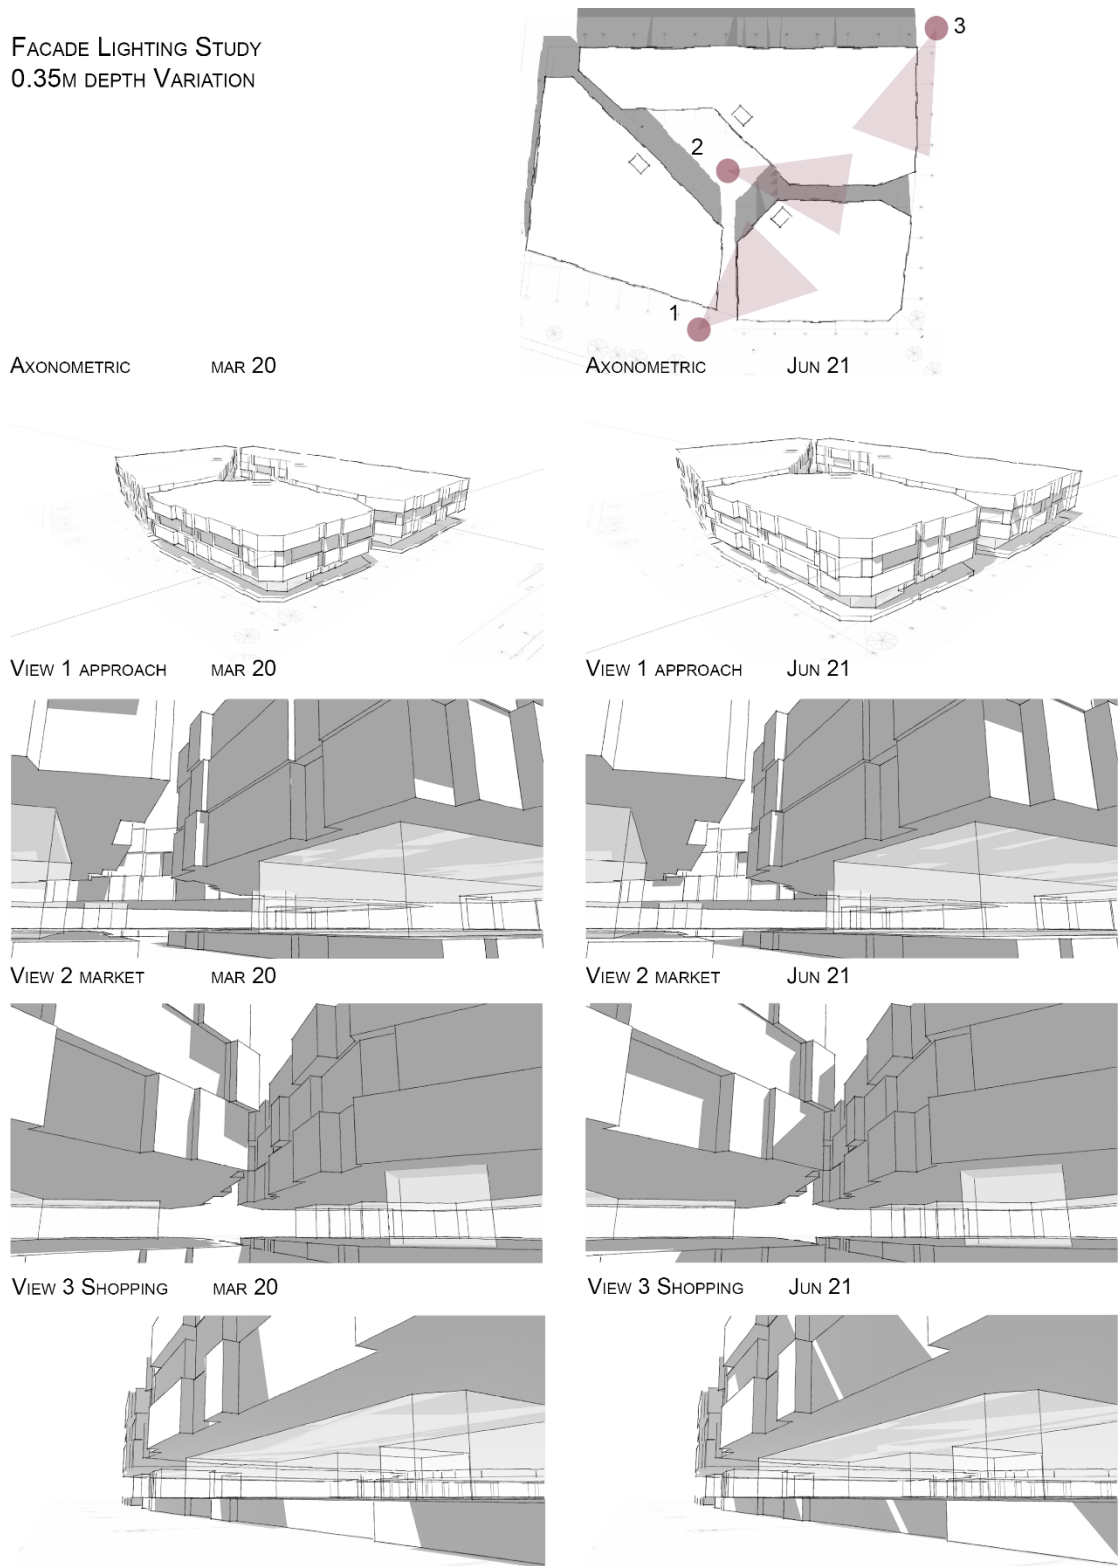 Facade Lighting Study
0.35m depth Variation
3
2
1
Axonometric mar 20
Axonometric Jun 21
View 1 approach mar 20
View 1 approach Jun 21
View 2 market mar 20
View 2 market Jun 21
View 3 Shopping mar 20
View 3 Shopping Jun 21